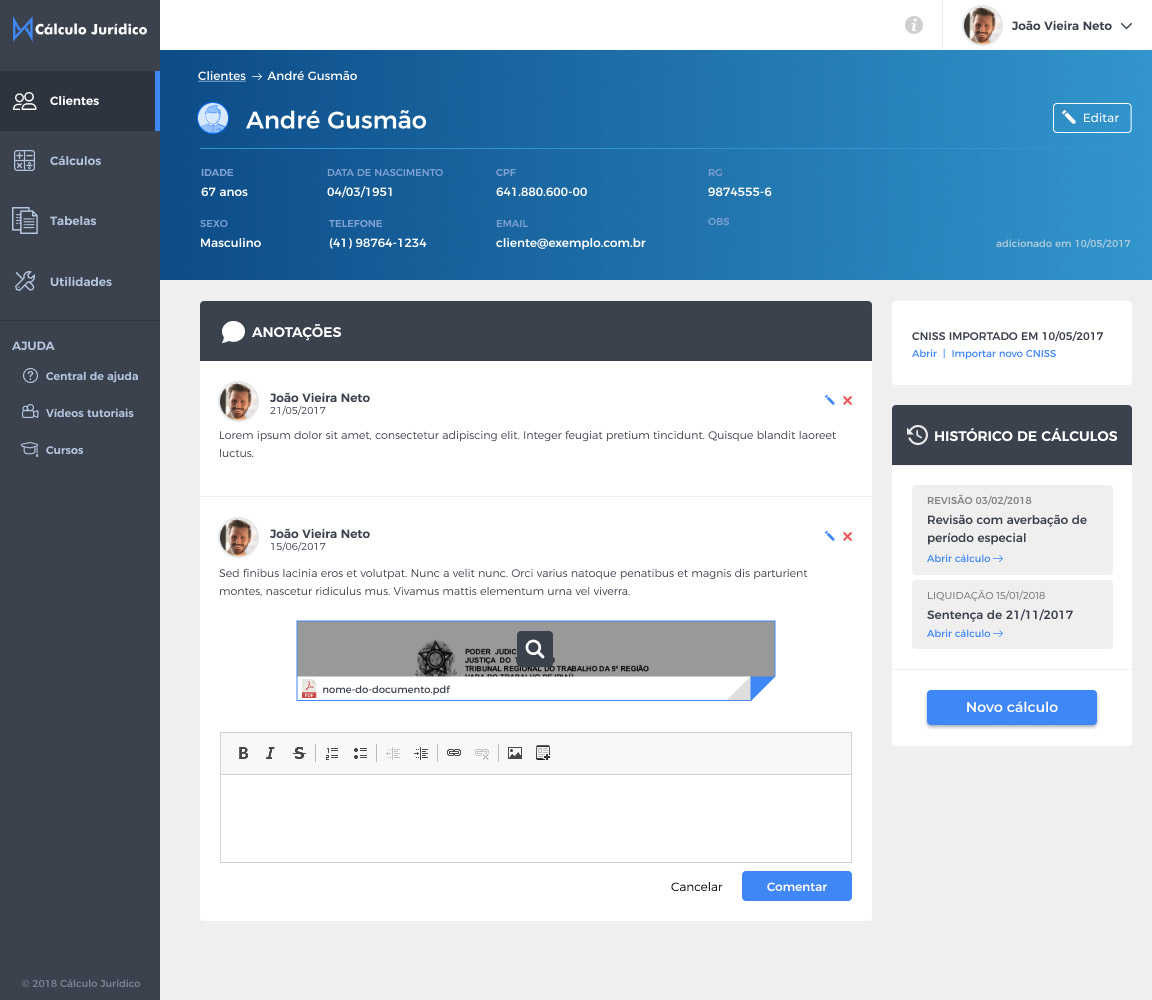 Cálculo Jurídico
João Vieira Neto
Clientes
Cálculos
Tabelas
Utilidades
AJUDA
Central de ajuda
Vídeos tutoriais
Cursos
© 2018 Cálculo Jurídico
Clientes → André Gusmão
André Gusmão
Editar
IDADE DATA DE NASCIMENTO CPF RG
67 anos 04/03/1951 641.880.600-00 9874555-6
SEXO TELEFONE EMAIL OBS
Masculino (41) 98764-1234 cliente@exemplo.com.br
adicionado em 10/05/2017
ANOTAÇÕES
João Vieira Neto
21/05/2017
Lorem ipsum dolor sit amet, consectetur adipiscing elit. Integer feugiat pretium tincidunt. Quisque blandit laoreet
luctus.
João Vieira Neto
15/06/2017
Sed finibus lacinia eros et volutpat. Nunc a velit nunc. Orci varius natoque penatibus et magnis dis parturient
montes, nascetur ridiculus mus. Vivamus mattis elementum urna vel viverra.
PODER
JUSTIÇA DO
TRIBUNAL REGIONAL DO TRABALHO DA 5ª REGIÃO
nome-do-documento.pdf
B I S
Cancelar
Comentar
CNISS IMPORTADO EM 10/05/2017
Abrir | Importar novo CNISS
HISTÓRICO DE CÁLCULOS
REVISÃO 03/02/2018
Revisão com averbação de
período especial
Abrir cálculo →
LIQUIDAÇÃO 15/01/2018
Sentença de 21/11/2017
Abrir cálculo →
Novo cálculo